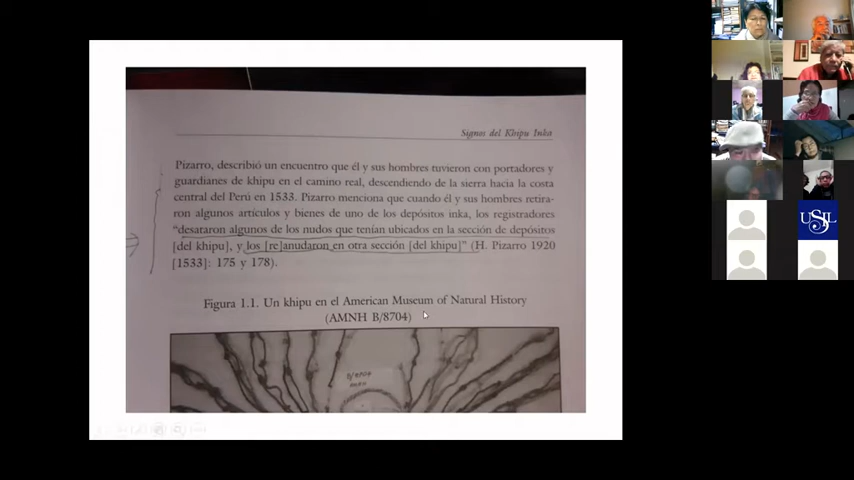 Signos del Khipu Inka
Pizarro, describió un encuentro que él y sus hombres tuvieron con portadores y
guardianes de khipu en el camino real, descendiendo de la sierra hacia la costa
central del Perú en 1533. Pizarro menciona que cuando él y sus hombres retira-
ron algunos artículos y bienes de uno de los depósitos inka, los registradores
"desataron algunos de los nudos que tenían ubicados en la sección de depósitos
[del khipu], y los [re]anudaron en otra sección [del khipu]" (H. Pizarro 1920
[1533]: 175 y 178).
Figura 1.1. Un khipu en el American Museum of Natural History
(AMNH B/8704)
B/8704
USIL